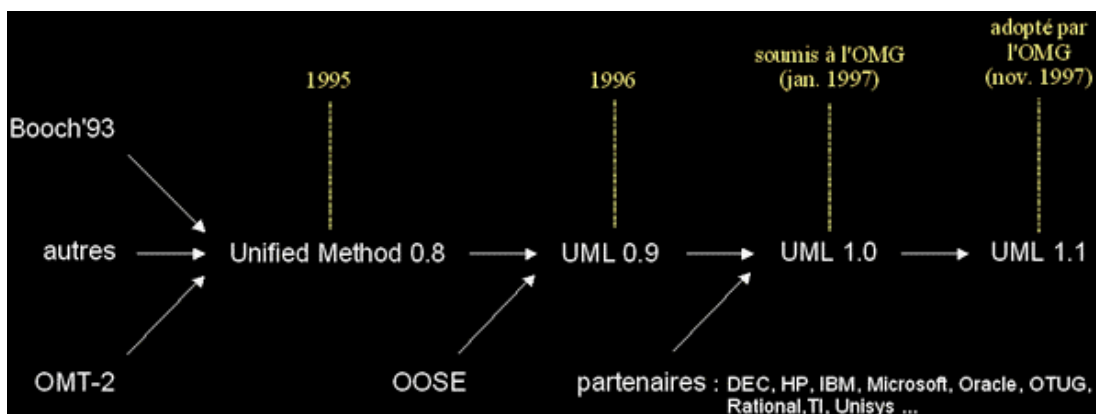 adopté par
l'OMG
(nov. 1997)
soumis à l'OMG
(jan. 1997)
1995
1996
Booch'93
autres
Unified Method 0.8
UML 0.9
UML 1.0
UML 1.1
OMT-2
OOSE
partenaires : DEC, HP, IBM, Microsoft, Oracle, OTUG,
Rational,TI, Unisys ...